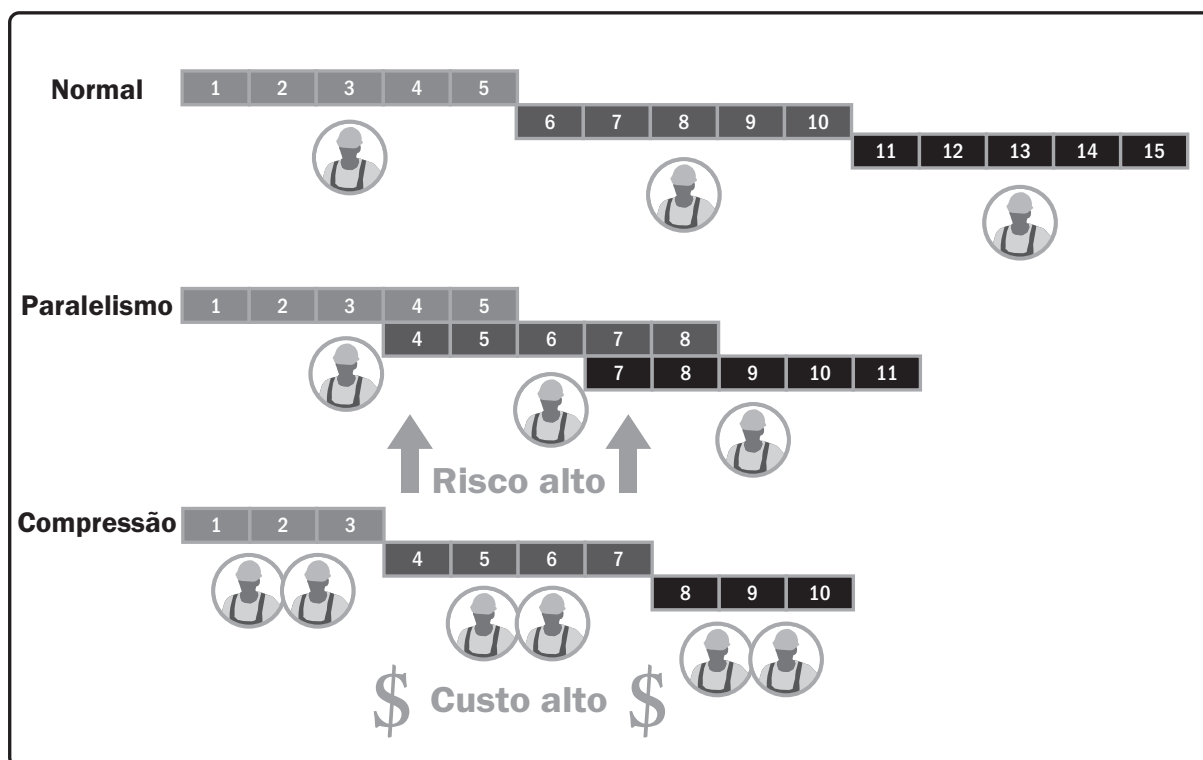 Normal
1 2 3 4 5
6 7 8 9 10
11 12 13 14 15
Paralelismo
1 2 3 4 5
4 5 6 7 8
7 8 9 10 11
Risco alto
Compressão
1 2 3
4 5 6 7
8 9 10
$ Custo alto $